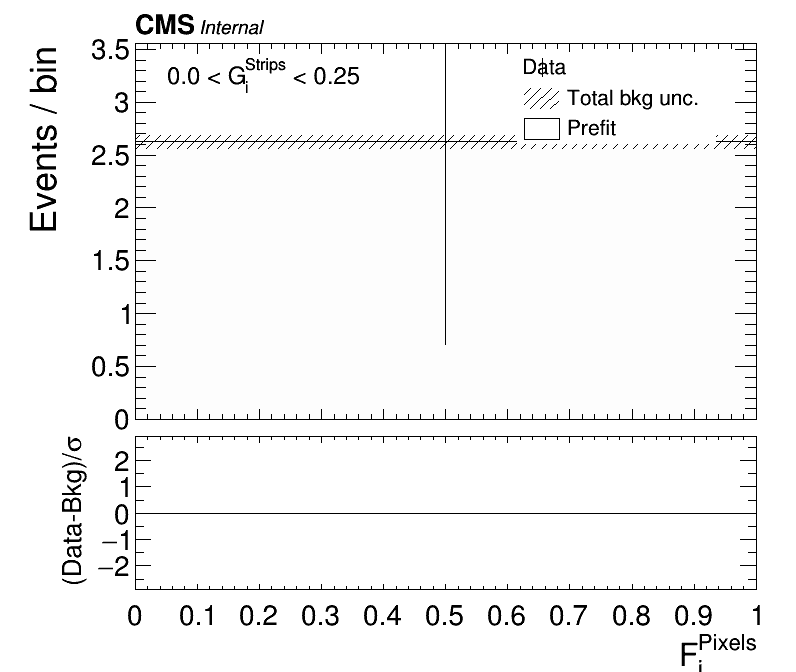 CMS Internal
Events / bin
3.5
3
2.5
2
1.5
1
0.5
0
0.0 < G_i^Strips < 0.25
Data
Total bkg unc.
Prefit
(Data-Bkg)/σ
2
1
0
−1
−2
0 0.1 0.2 0.3 0.4 0.5 0.6 0.7 0.8 0.9 1
F_i^Pixels